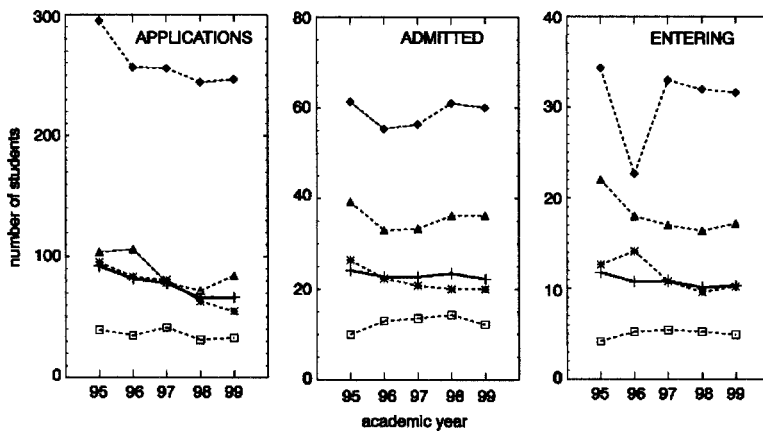 APPLICATIONS
ADMITTED
ENTERING
number of students
300
200
100
0
95 96 97 98 99
80
60
40
20
0
95 96 97 98 99
40
30
20
10
0
95 96 97 98 99
academic year